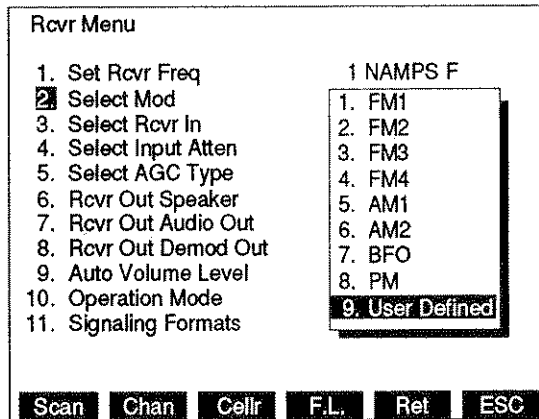 Rcvr Menu
1. Set Rcvr Freq
2. Select Mod
3. Select Rcvr In
4. Select Input Atten
5. Select AGC Type
6. Rcvr Out Speaker
7. Rcvr Out Audio Out
8. Rcvr Out Demod Out
9. Auto Volume Level
10. Operation Mode
11. Signaling Formats
1 NAMPS F
1. FM1
2. FM2
3. FM3
4. FM4
5. AM1
6. AM2
7. BFO
8. PM
9. User Defined
Scan Chan Cellr F.L. Ret ESC